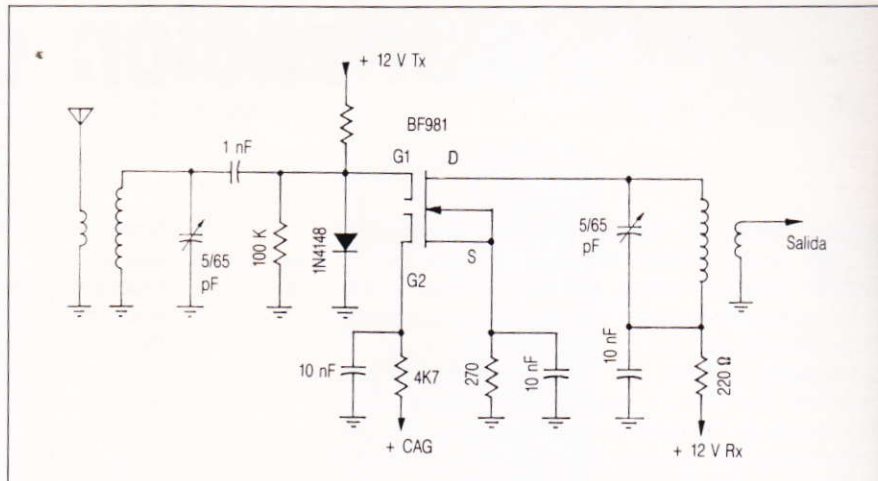 + 12 V Tx
BF981
1 nF
G1
D
5/65
pF
100 K
1N4148
G2
S
5/65
pF
Salida
10 nF
4K7
270
10 nF
10 nF
220 Ω
+ CAG
+ 12 V Rx